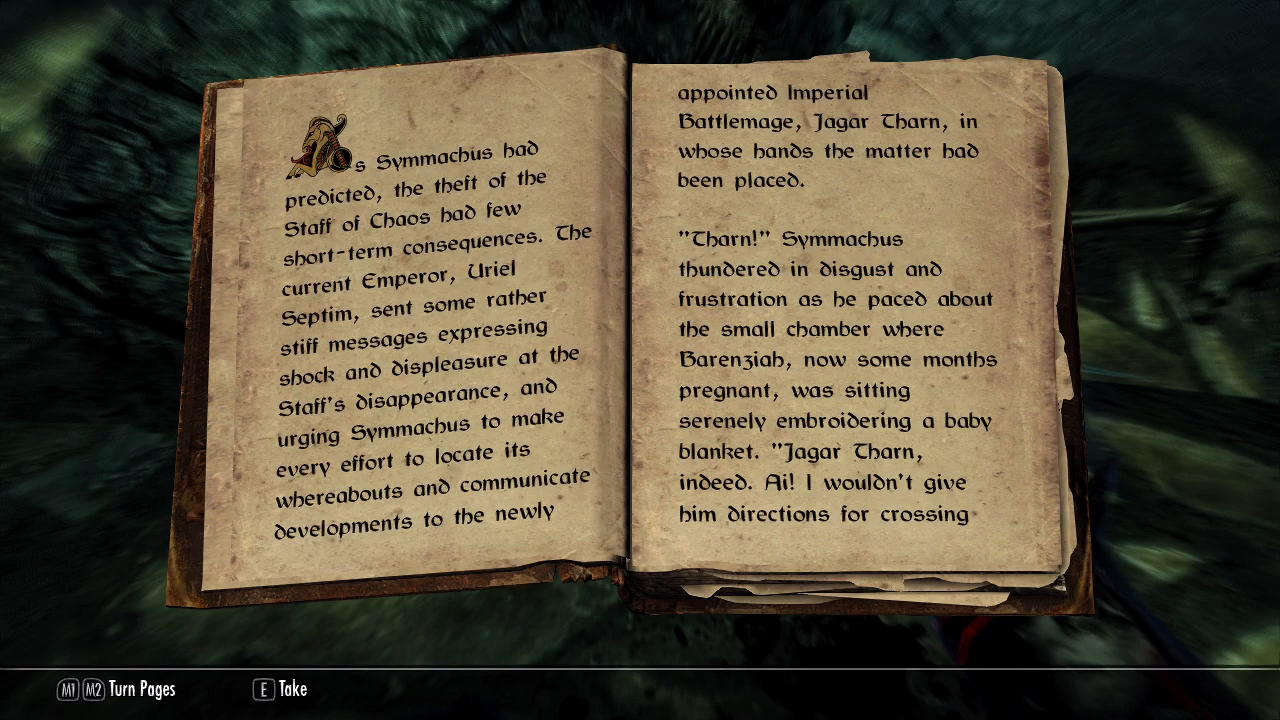 As Symmachus had
predicted, the theft of the
Staff of Chaos had few
short-term consequences. The
current Emperor, Uriel
Septim, sent some rather
stiff messages expressing
shock and displeasure at the
Staff's disappearance, and
urging Symmachus to make
every effort to locate its
whereabouts and communicate
developments to the newly
appointed Imperial
Battlemage, Jagar Tharn, in
whose hands the matter had
been placed.
"Tharn!" Symmachus
thundered in disgust and
frustration as he paced about
the small chamber where
Barenziah, now some months
pregnant, was sitting
serenely embroidering a baby
blanket. "Jagar Tharn,
indeed. Ai! I wouldn't give
him directions for crossing
M1 M2 Turn Pages
E Take